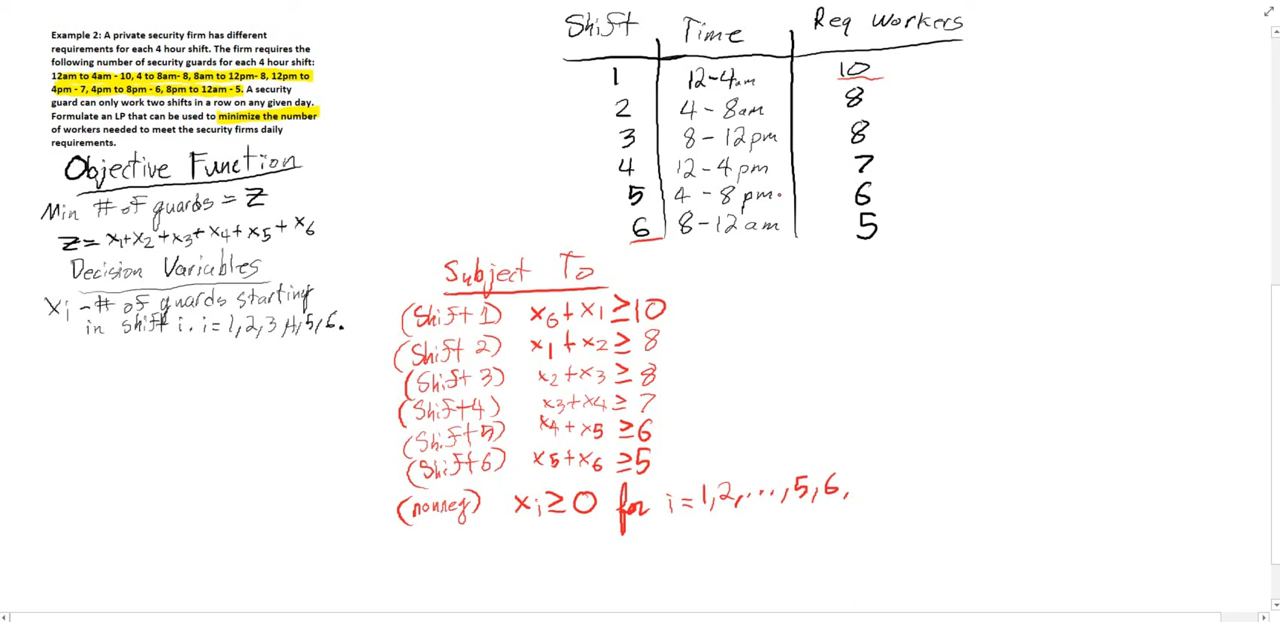 Example 2: A private security firm has different
requirements for each 4 hour shift. The firm requires the
following number of security guards for each 4 hour shift:
12am to 4am - 10, 4 to 8am- 8, 8am to 12pm- 8, 12pm to
4pm - 7, 4pm to 8pm - 6, 8pm to 12am - 5. A security
guard can only work two shifts in a row on any given day.
Formulate an LP that can be used to minimize the number
of workers needed to meet the security firms daily
requirements.
Objective Function
Min # of guards = Z
Z = x₁+x₂+x₃+x₄+x₅+x₆
Decision Variables
xᵢ - # of guards starting
in shift i. i = 1, 2, 3, 4, 5, 6.
Shift Time Req Workers
1 12-4am 10
2 4-8am 8
3 8-12pm 8
4 12-4pm 7
5 4-8pm. 6
6 8-12am 5
Subject To
(Shift 1) x₆+x₁ ≥ 10
(Shift 2) x₁+x₂ ≥ 8
(Shift 3) x₂+x₃ ≥ 8
(Shift 4) x₃+x₄ ≥ 7
(Shift 5) x₄+x₅ ≥ 6
(Shift 6) x₅+x₆ ≥ 5
(nonneg) xᵢ ≥ 0 for i = 1, 2, ..., 5, 6,